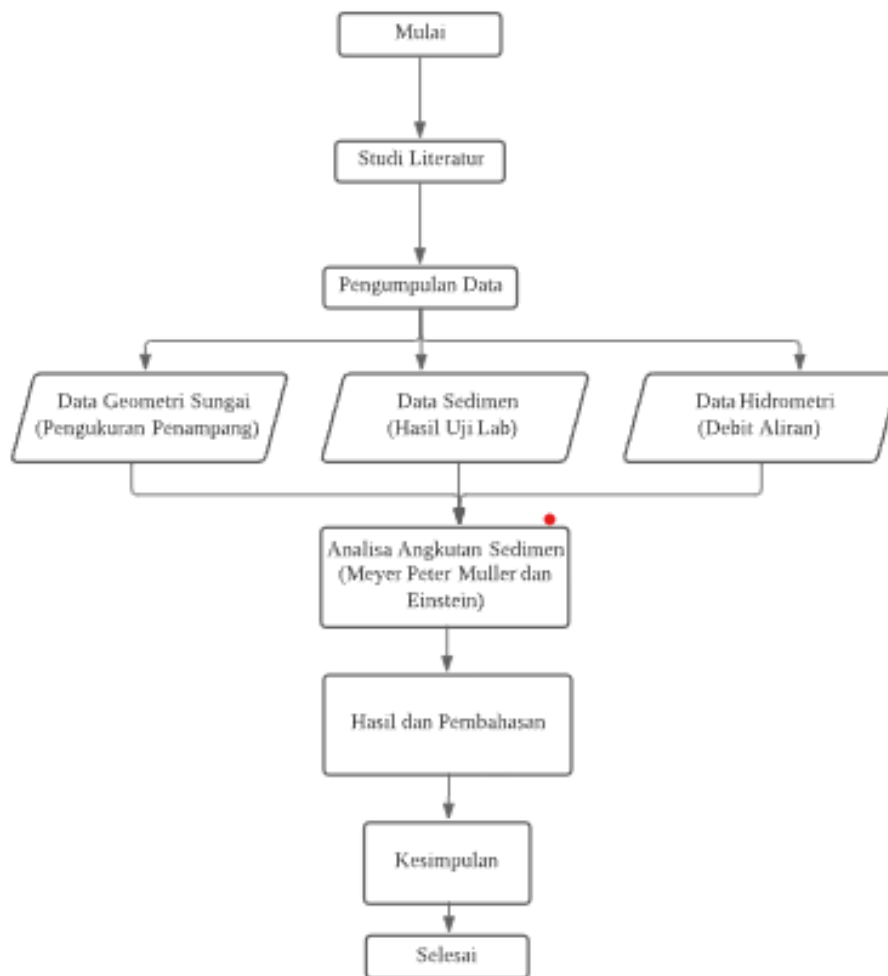 Mulai
Studi Literatur
Pengumpulan Data
Data Geometri Sungai
(Pengukuran Penampang)
Data Sedimen
(Hasil Uji Lab)
Data Hidrometri
(Debit Aliran)
Analisa Angkutan Sedimen
(Meyer Peter Muller dan
Einstein)
Hasil dan Pembahasan
Kesimpulan
Selesai